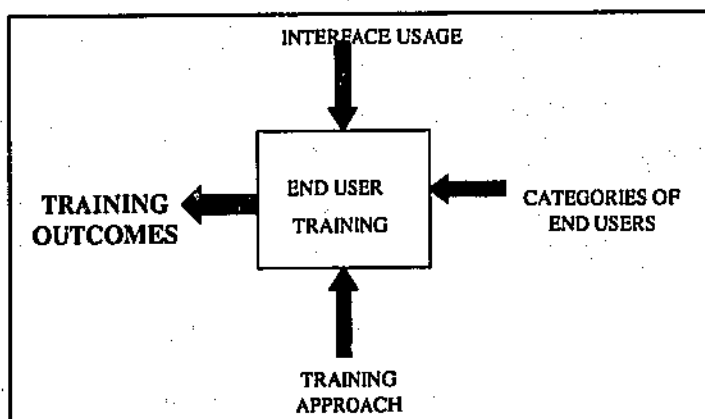 INTERFACE USAGE
END USER
TRAINING
TRAINING
OUTCOMES
CATEGORIES OF
END USERS
TRAINING
APPROACH